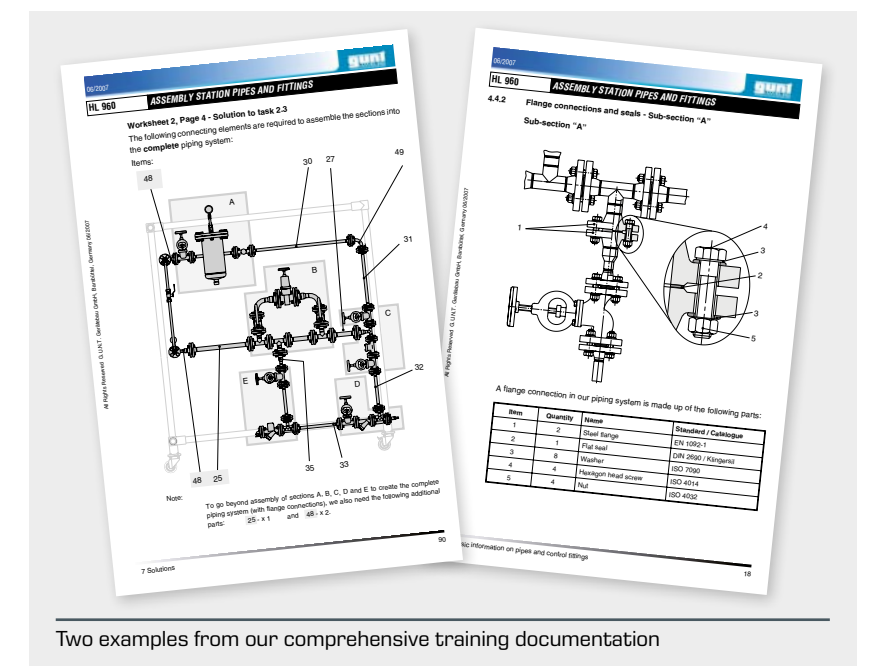 06/2007
gunt
HL 960
ASSEMBLY STATION PIPES AND FITTINGS
Worksheet 2, Page 4 - Solution to task 2.3
The following connecting elements are required to assemble the sections into
the complete piping system:
Items:
48
30
27
49
A
31
B
C
E
D
32
48
25
35
33
Note:
To go beyond assembly of sections A, B, C, D and E to create the complete
piping system (with flange connections), we also need the following additional
parts: 25 - x 1 and 48 - x 2.
7 Solutions
90
All Rights Reserved G.U.N.T. Gerätebau GmbH, Barsbüttel, Germany 06/2007
06/2007
gunt
HL 960
ASSEMBLY STATION PIPES AND FITTINGS
4.4.2 Flange connections and seals - Sub-section "A"
Sub-section "A"
1
4
3
2
3
5
All Rights Reserved G.U.N.T. Gerätebau GmbH, Barsbüttel, Germany 06/2007
A flange connection in our piping system is made up of the following parts:
Item Quantity Name Standard / Catalogue
1 2 Steel flange EN 1092-1
2 1 Flat seal DIN 2690 / Klingersil
3 8 Washer ISO 7090
4 4 Hexagon head screw ISO 4014
5 4 Nut ISO 4032
information on pipes and control fittings
18
Two examples from our comprehensive training documentation